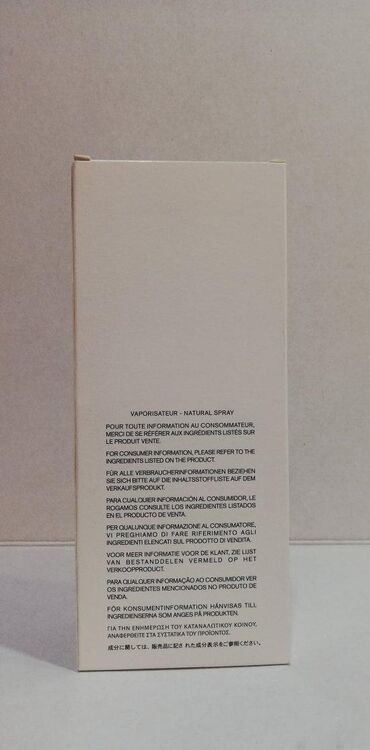 VAPORISATEUR - NATURAL SPRAY
POUR TOUTE INFORMATION AU CONSOMMATEUR,
MERCI DE SE RÉFÉRER AUX INGRÉDIENTS LISTÉS SUR
LE PRODUIT VENTE.
FOR CONSUMER INFORMATION, PLEASE REFER TO THE
INGREDIENTS LISTED ON THE PRODUCT.
FÜR ALLE VERBRAUCHERINFORMATIONEN BEZIEHEN
SIE SICH BITTE AUF DIE INHALTSSTOFFLISTE AUF DEM
VERKAUFSPRODUKT.
PARA CUALQUIER INFORMACIÓN AL CONSUMIDOR, LE
ROGAMOS CONSULTE LOS INGREDIENTES LISTADOS
EN EL PRODUCTO DE VENTA.
PER QUALUNQUE INFORMAZIONE AL CONSUMATORE,
VI PREGHIAMO DI FARE RIFERIMENTO AGLI
INGREDIENTI ELENCATI SUL PRODOTTO DI VENDITA.
VOOR MEER INFORMATIE VOOR DE KLANT, ZIE LIJST
VAN BESTANDDELEN VERMELD OP HET
VERKOOPPRODUCT.
PARA QUALQUER INFORMAÇÃO AO CONSUMIDOR VER
OS INGREDIENTES MENCIONADOS NO PRODUTO DE
VENDA.
FÖR KONSUMENTINFORMATION HÄNVISAS TILL
INGREDIENSERNA SOM ANGES PÅ PRODUKTEN.
ΓΙΑ ΤΗΝ ΕΝΗΜΕΡΩΣΗ ΤΟΥ ΚΑΤΑΝΑΛΩΤΙΚΟΥ ΚΟΙΝΟΥ,
ΑΝΑΦΕΡΘΕΙΤΕ ΣΤΑ ΣΥΣΤΑΤΙΚΑ ΤΟΥ ΠΡΟΪΟΝΤΟΣ.
成分に関しては、販売品に記された成分表示をご参照ください。